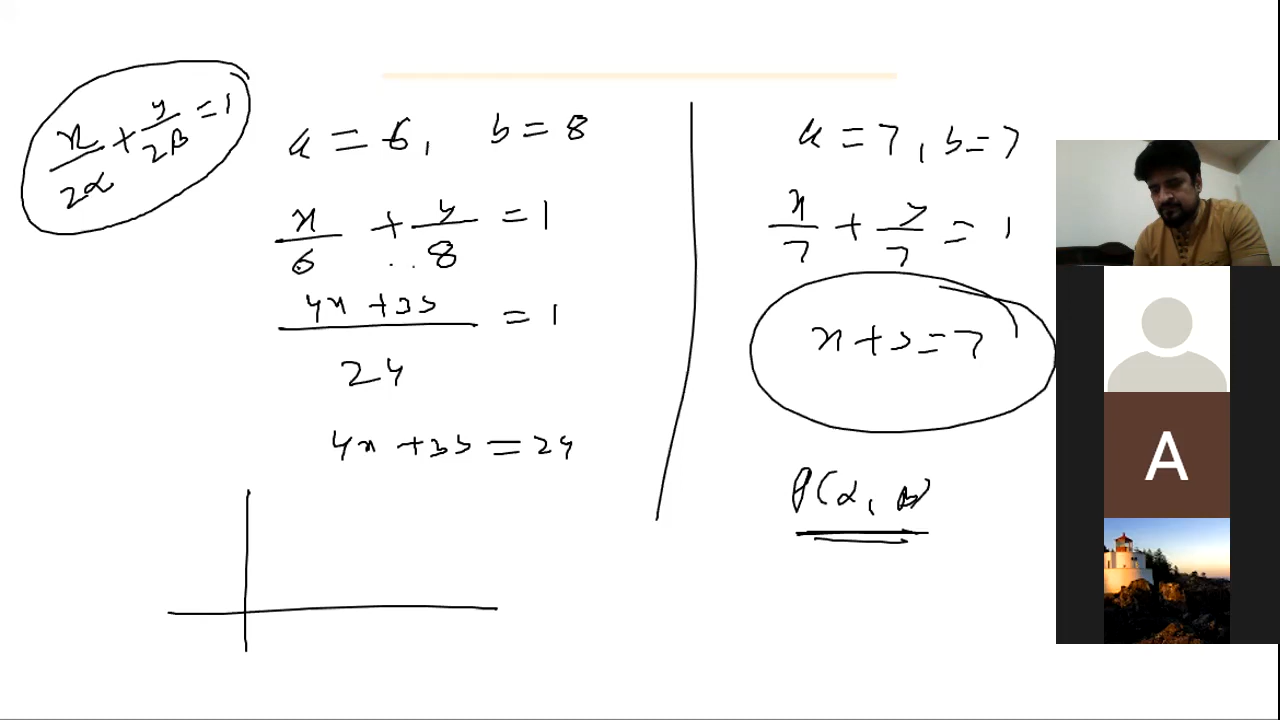 x/2α + y/2β = 1
a = 6, b = 8
x/6 + y/8 = 1
4x + 3y / 24 = 1
4x + 3y = 24
a = 7, b = 7
x/7 + y/7 = 1
x + y = 7
P(α, β)
A